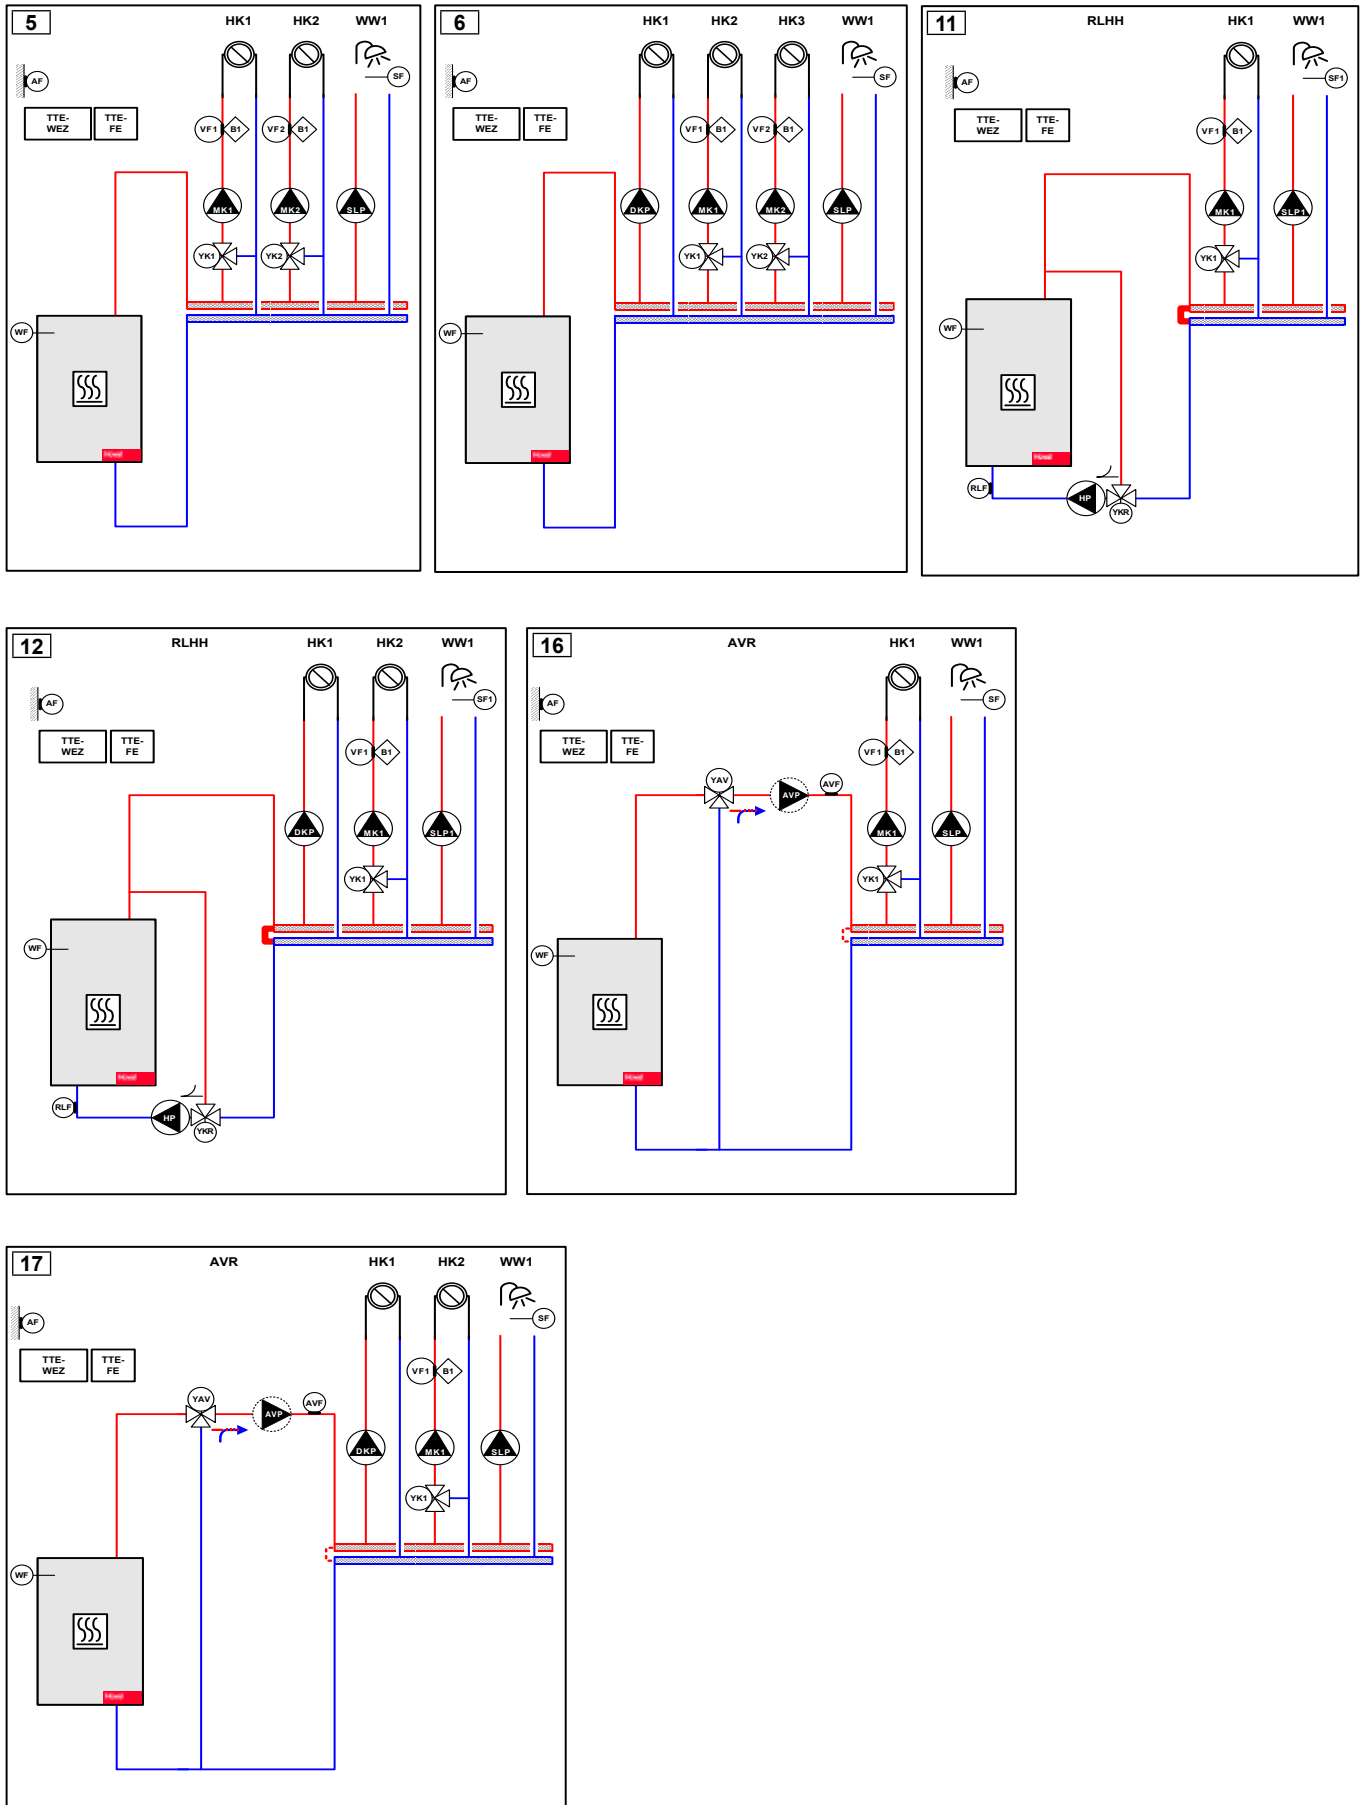 5 HK1 HK2 WW1
AF SF
TTE-
WEZ
TTE-
FE
VF1 B1 VF2 B1
MK1 MK2 SLP
YK1 YK2
WF
6 HK1 HK2 HK3 WW1
AF SF
TTE-
WEZ
TTE-
FE
VF1 B1 VF2 B1
DKP MK1 MK2 SLP
YK1 YK2
WF
11 RLHH HK1 WW1
AF SF1
TTE-
WEZ
TTE-
FE
VF1 B1
MK1 SLP1
YK1
WF
RLF HP
YKR
12 RLHH HK1 HK2 WW1
AF SF1
TTE-
WEZ
TTE-
FE
VF1 B1
DKP MK1 SLP1
YK1
WF
RLF HP
YKR
16 AVR HK1 WW1
AF SF
TTE-
WEZ
TTE-
FE
VF1 B1
YAV AVP AVF
MK1 SLP
YK1
WF
17 AVR HK1 HK2 WW1
AF SF
TTE-
WEZ
TTE-
FE
VF1 B1
YAV AVP AVF
DKP MK1 SLP
YK1
WF